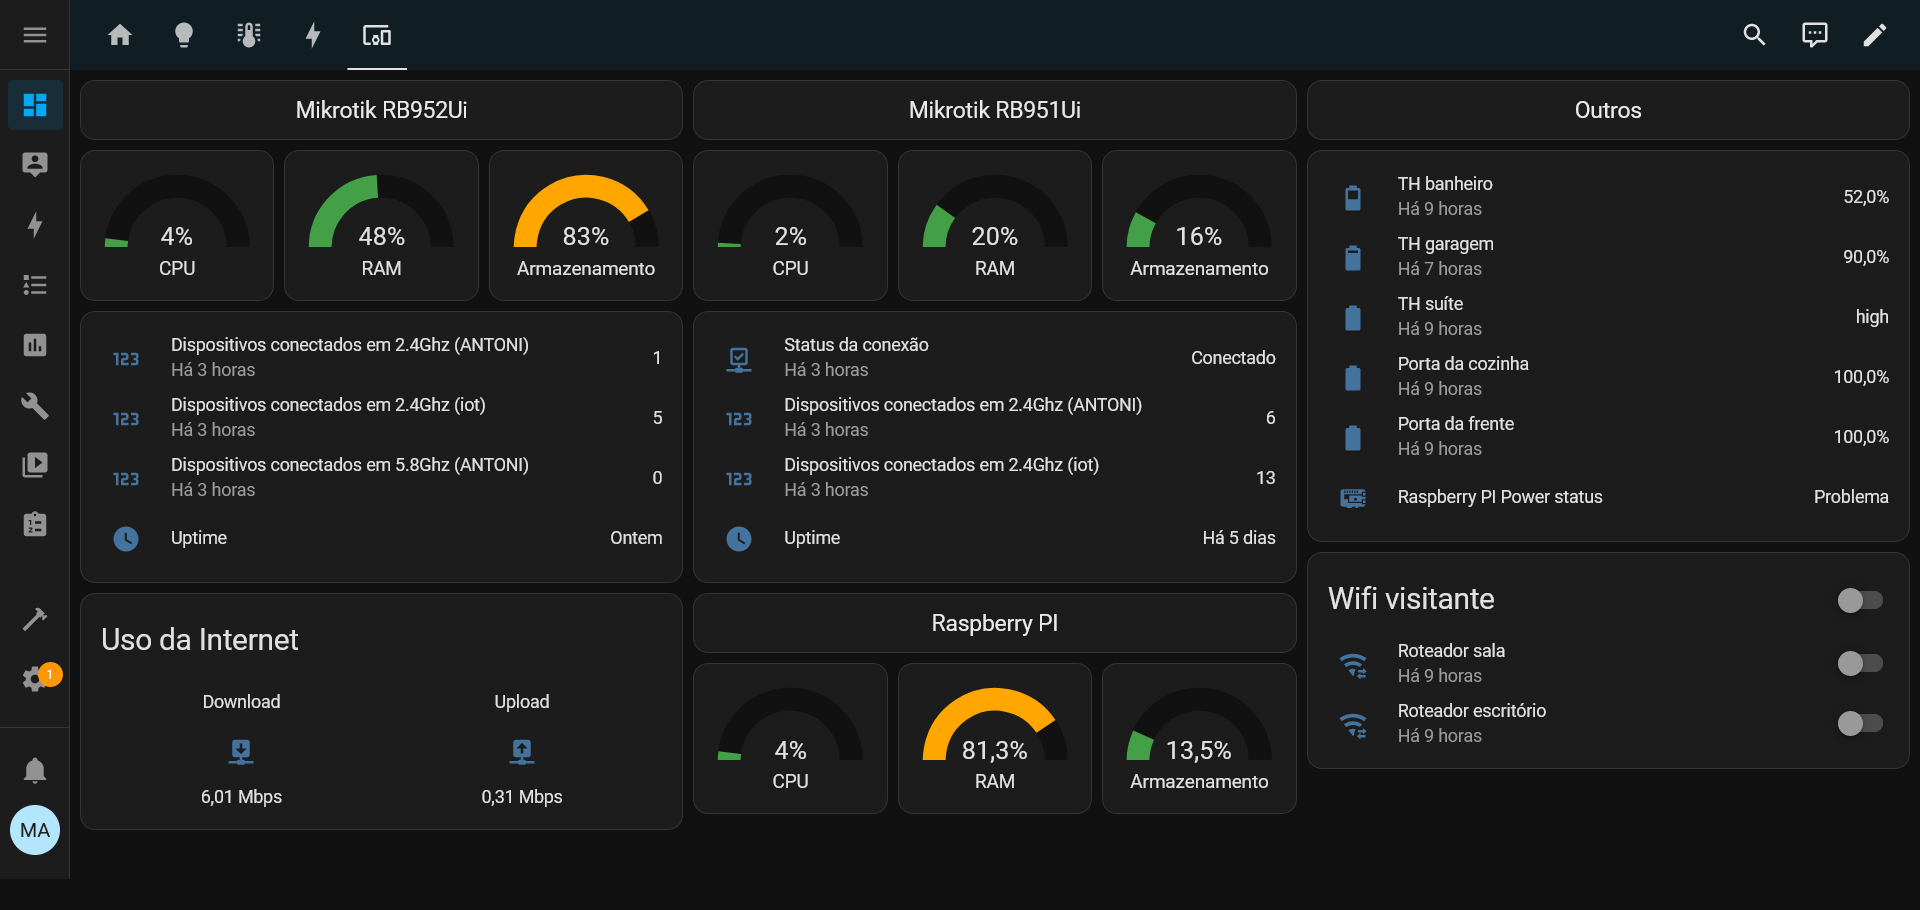 Mikrotik RB952Ui
4%
CPU
48%
RAM
83%
Armazenamento
123
Dispositivos conectados em 2.4Ghz (ANTONI)
Há 3 horas
1
123
Dispositivos conectados em 2.4Ghz (iot)
Há 3 horas
5
123
Dispositivos conectados em 5.8Ghz (ANTONI)
Há 3 horas
0
Uptime
Ontem
Uso da Internet
Download
6,01 Mbps
Upload
0,31 Mbps
Mikrotik RB951Ui
2%
CPU
20%
RAM
16%
Armazenamento
Status da conexão
Há 3 horas
Conectado
123
Dispositivos conectados em 2.4Ghz (ANTONI)
Há 3 horas
6
123
Dispositivos conectados em 2.4Ghz (iot)
Há 3 horas
13
Uptime
Há 5 dias
Raspberry PI
4%
CPU
81,3%
RAM
13,5%
Armazenamento
Outros
TH banheiro
Há 9 horas
52,0%
TH garagem
Há 7 horas
90,0%
TH suíte
Há 9 horas
high
Porta da cozinha
Há 9 horas
100,0%
Porta da frente
Há 9 horas
100,0%
Raspberry PI Power status
Problema
Wifi visitante
Roteador sala
Há 9 horas
Roteador escritório
Há 9 horas
1
MA